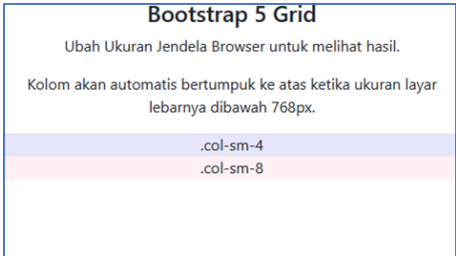 Bootstrap 5 Grid
Ubah Ukuran Jendela Browser untuk melihat hasil.
Kolom akan automatis bertumpuk ke atas ketika ukuran layar
lebarnya dibawah 768px.
.col-sm-4
.col-sm-8